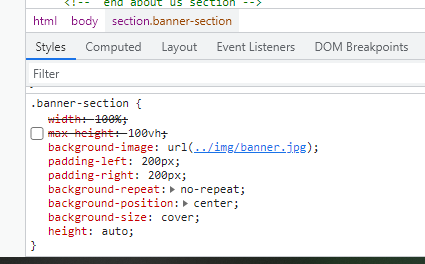 <!-- end about us section -->
html body section.banner-section
Styles Computed Layout Event Listeners DOM Breakpoints
Filter
}
.banner-section {
width: 100%;
max-height: 100vh;
background-image: url(../img/banner.jpg);
padding-left: 200px;
padding-right: 200px;
background-repeat: no-repeat;
background-position: center;
background-size: cover;
height: auto;
}